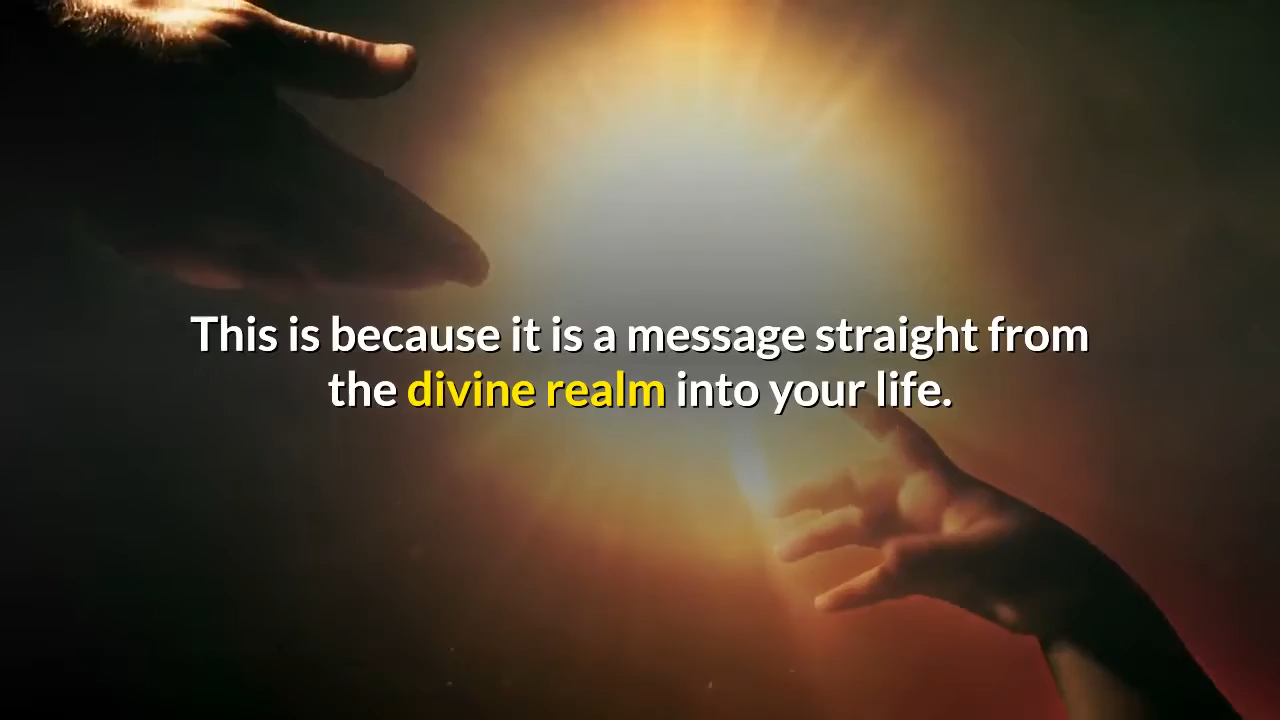 This is because it is a message straight from
the divine realm into your life.